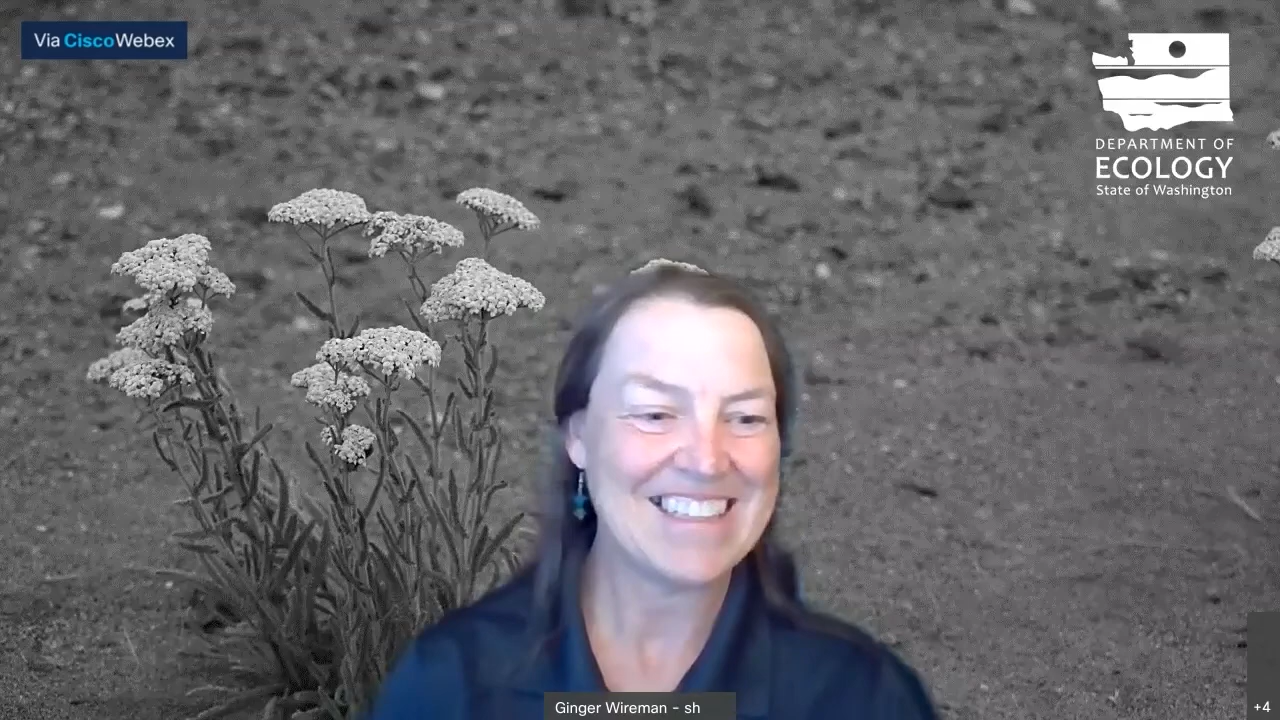 Via CiscoWebex
DEPARTMENT OF
ECOLOGY
State of Washington
Ginger Wireman - sh
+4